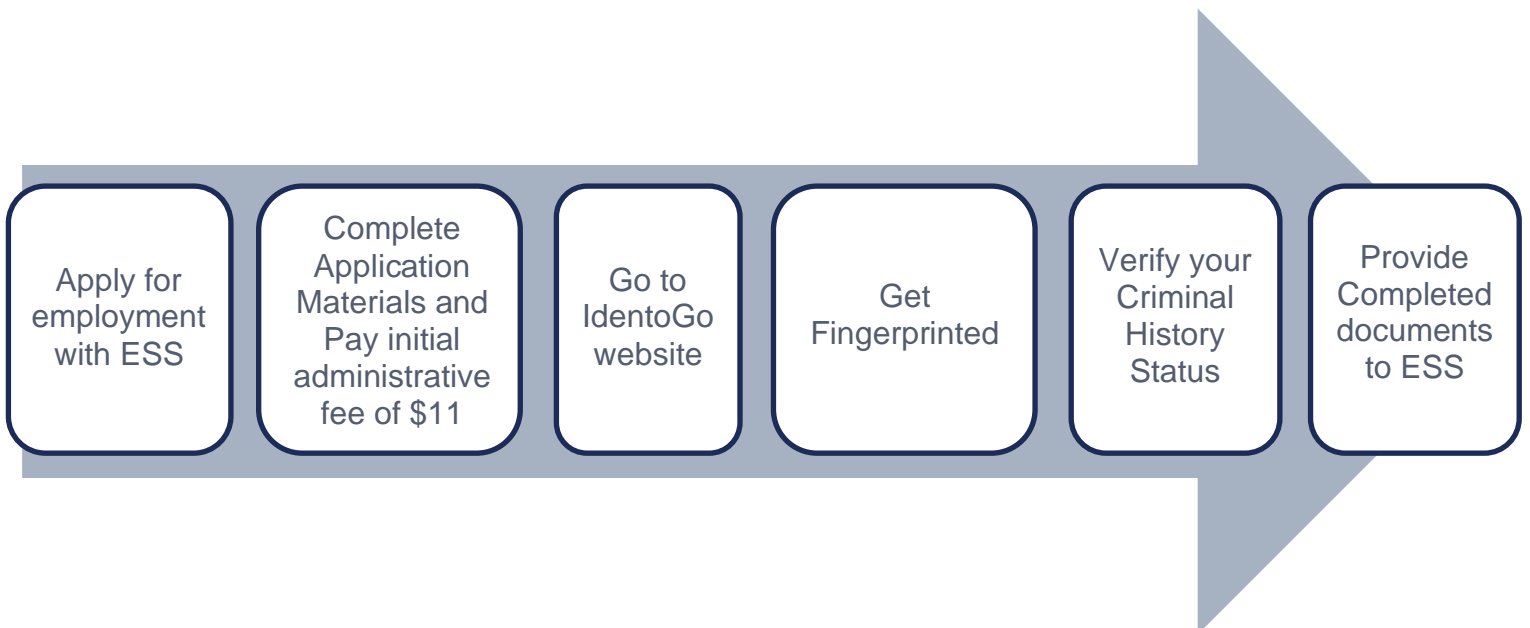 Apply for
employment
with ESS
Complete
Application
Materials and
Pay initial
administrative
fee of $11
Go to
IdentoGo
website
Get
Fingerprinted
Verify your
Criminal
History
Status
Provide
Completed
documents
to ESS